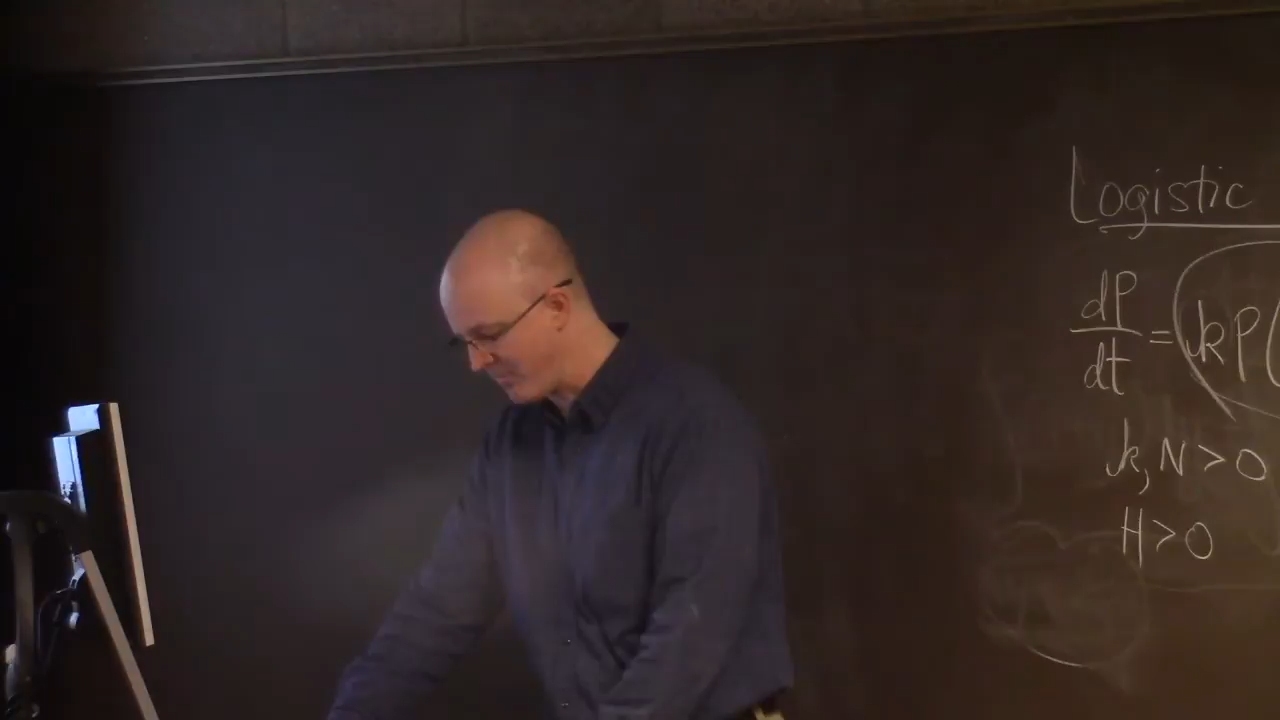 Logistic
dP/dt = kP(
k, N > 0
H > 0